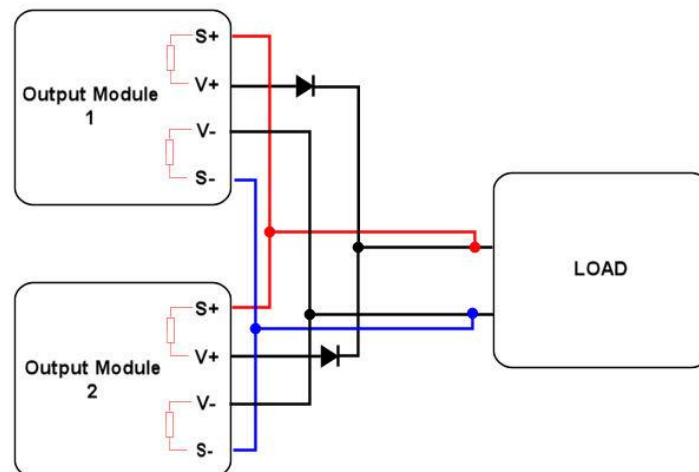 S+
V+
Output Module
1
V-
S-
LOAD
S+
V+
Output Module
2
V-
S-